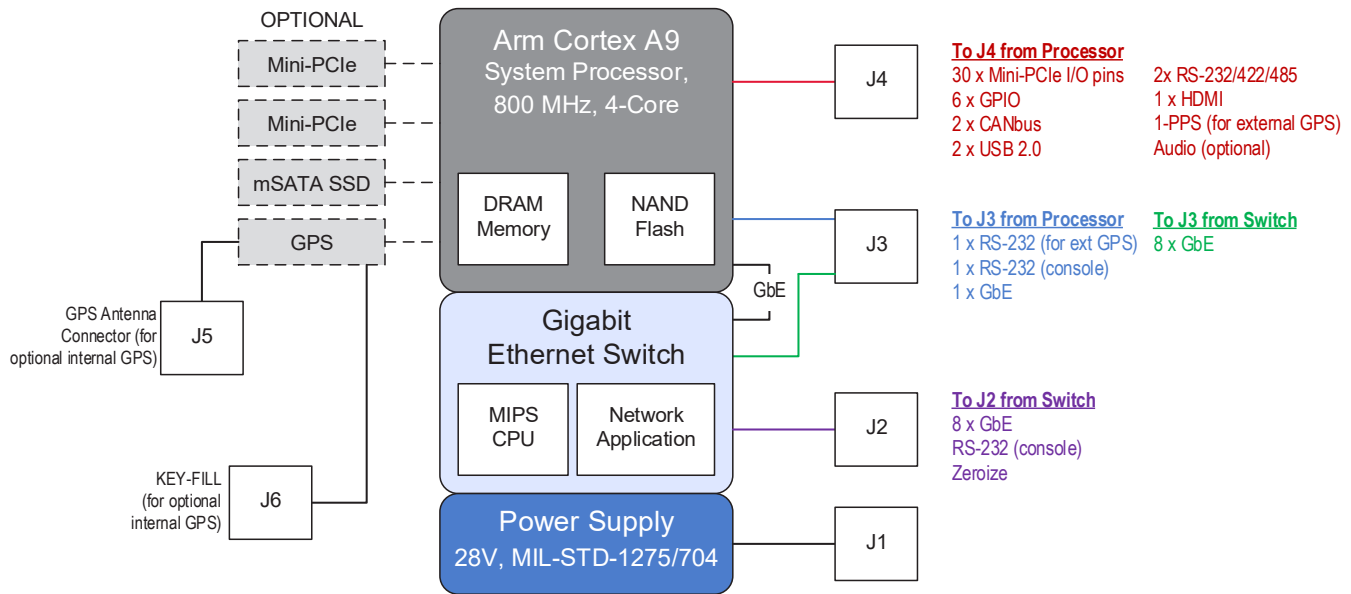 OPTIONAL
Mini-PCIe
Mini-PCIe
mSATA SSD
GPS
GPS Antenna
Connector (for
optional internal GPS)
J5
KEY-FILL
(for optional
internal GPS)
J6
Arm Cortex A9
System Processor,
800 MHz, 4-Core
DRAM
Memory
NAND
Flash
GbE
Gigabit
Ethernet Switch
MIPS
CPU
Network
Application
Power Supply
28V, MIL-STD-1275/704
J4
To J4 from Processor
30 x Mini-PCIe I/O pins
6 x GPIO
2 x CANbus
2 x USB 2.0
2x RS-232/422/485
1 x HDMI
1-PPS (for external GPS)
Audio (optional)
J3
To J3 from Processor
1 x RS-232 (for ext GPS)
1 x RS-232 (console)
1 x GbE
To J3 from Switch
8 x GbE
J2
To J2 from Switch
8 x GbE
RS-232 (console)
Zeroize
J1